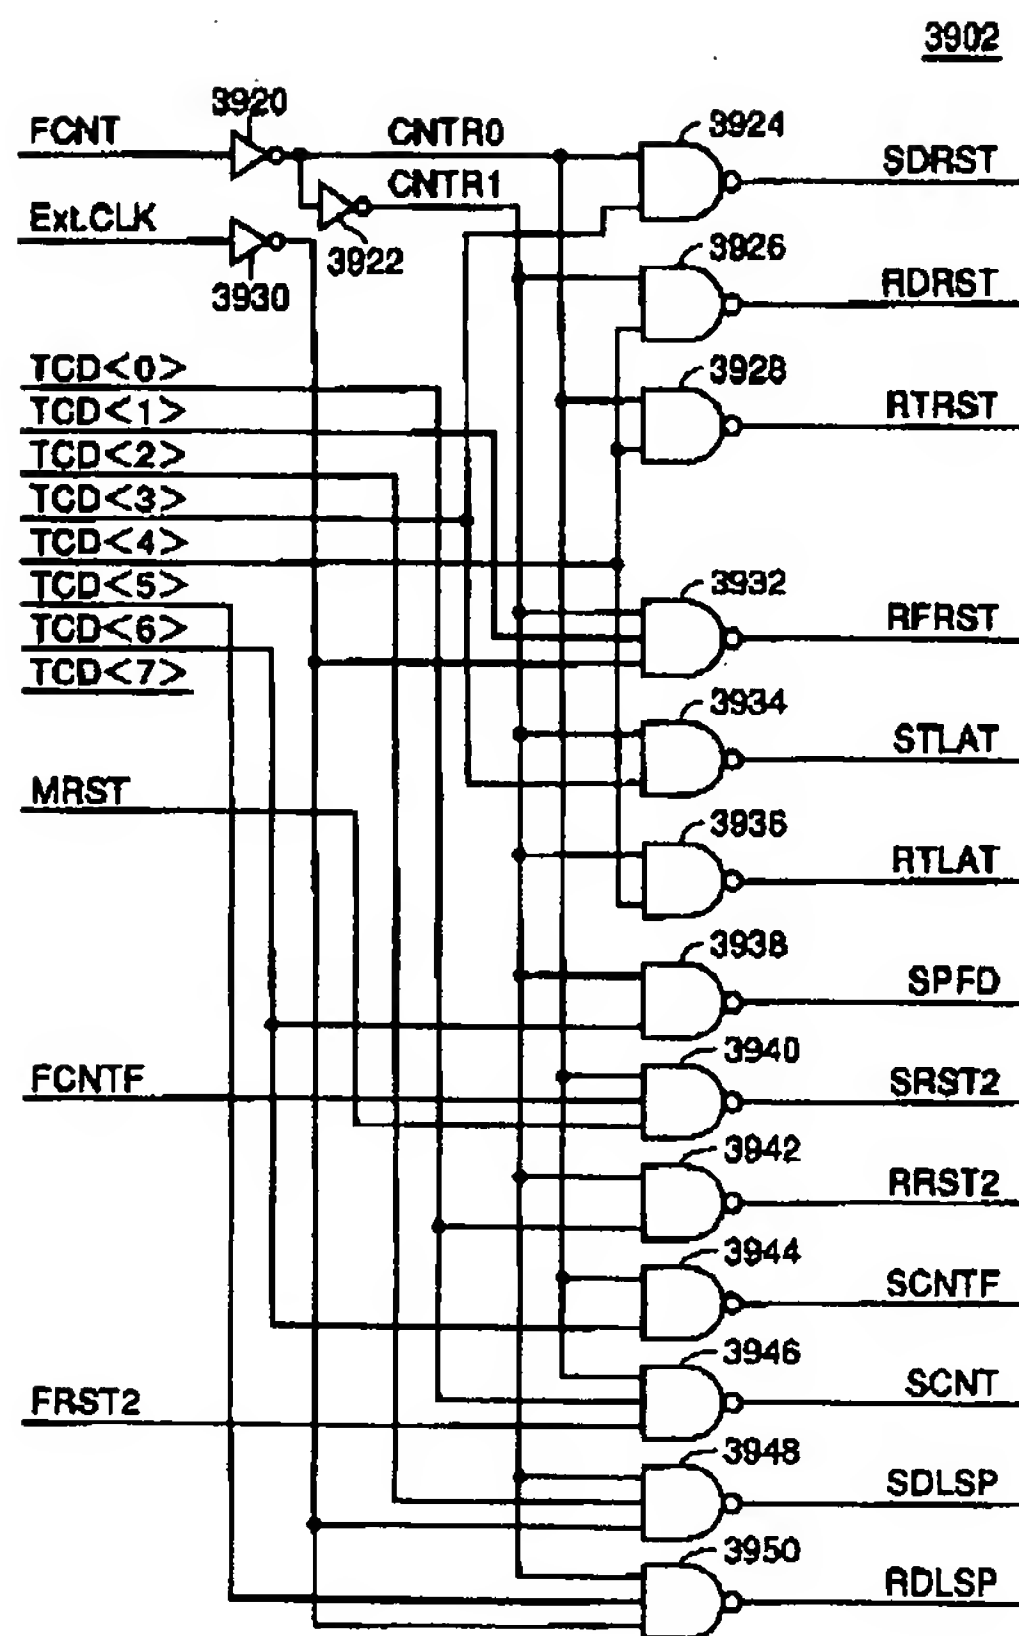 3902
3920
FCNT
CNTR0
3924
SDRST
CNTR1
Ext.CLK
3922
3930
3926
RDRST
TCD<0>
3928
RTRST
TCD<1>
TCD<2>
TCD<3>
TCD<4>
TCD<5>
3932
RFRST
TCD<6>
TCD<7>
3934
STLAT
MRST
3936
RTLAT
3938
SPFD
FCNTF
3940
SRST2
3942
RRST2
3944
SCNTF
3946
SCNT
FRST2
3948
SDLSP
3950
RDLSP